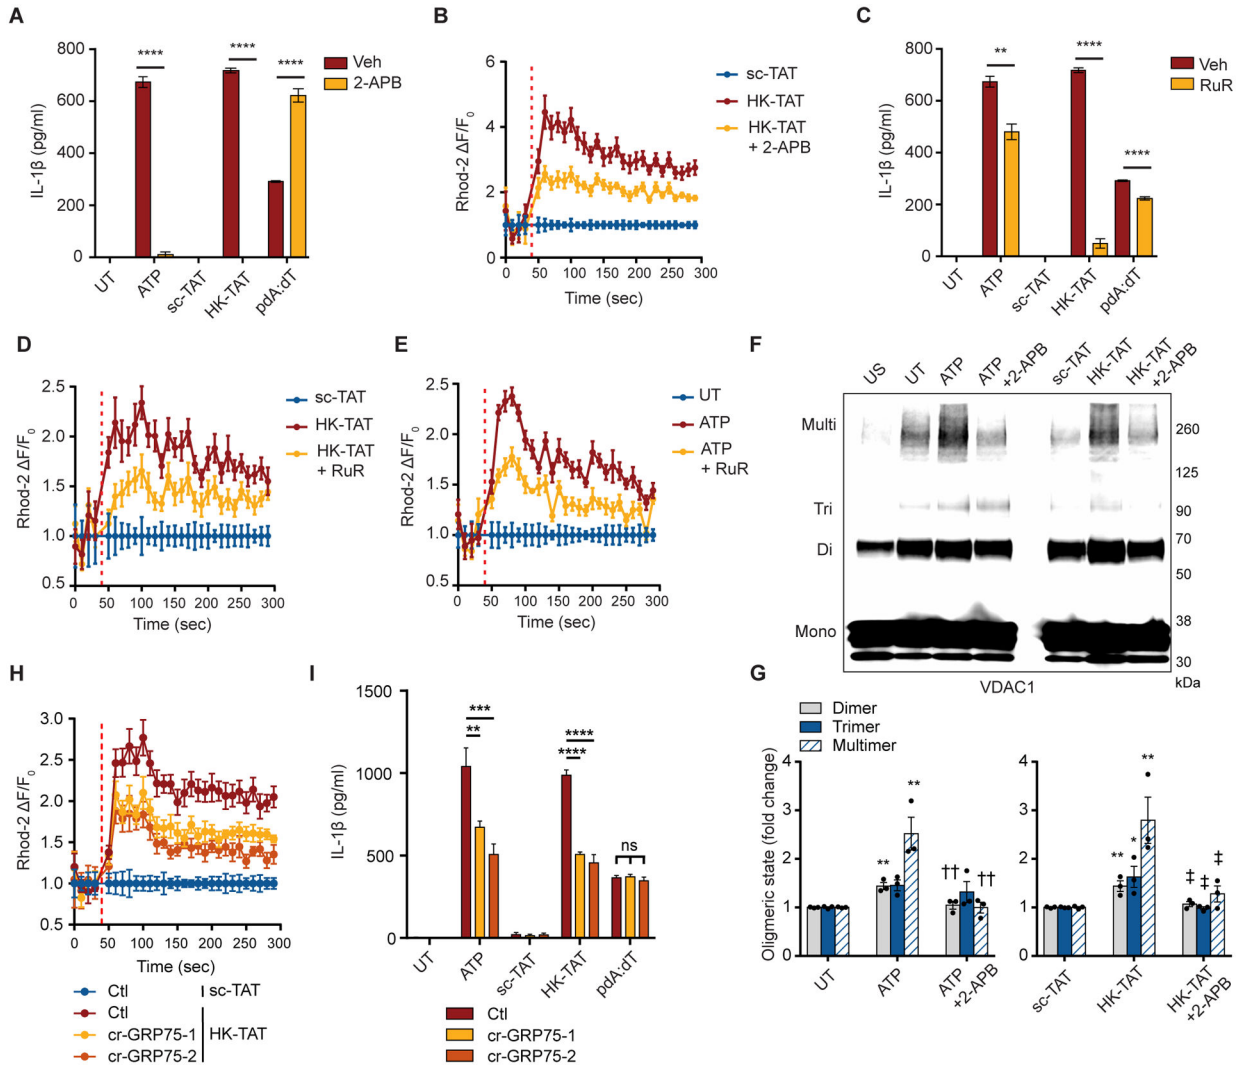 A
IL-1β (pg/ml)
800
600
400
200
0
****
****
****
Veh
2-APB
UT
ATP
sc-TAT
HK-TAT
pdA:dT
B
Rhod-2 ΔF/F0
6
4
2
0
0 50 100 150 200 250 300
Time (sec)
sc-TAT
HK-TAT
HK-TAT
+ 2-APB
C
IL-1β (pg/ml)
800
600
400
200
0
**
****
****
Veh
RuR
UT
ATP
sc-TAT
HK-TAT
pdA:dT
D
Rhod-2 ΔF/F0
2.5
2.0
1.5
1.0
0.5
0 50 100 150 200 250 300
Time (sec)
sc-TAT
HK-TAT
HK-TAT
+ RuR
E
Rhod-2 ΔF/F0
2.5
2.0
1.5
1.0
0.5
0 50 100 150 200 250 300
Time (sec)
UT
ATP
ATP
+ RuR
F
US
UT
ATP
ATP
+2-APB
sc-TAT
HK-TAT
HK-TAT
+2-APB
Multi
Tri
Di
Mono
260
125
90
70
50
38
30
kDa
VDAC1
H
Rhod-2 ΔF/F0
3.0
2.5
2.0
1.5
1.0
0.5
0 50 100 150 200 250 300
Time (sec)
Ctl
sc-TAT
Ctl
cr-GRP75-1
cr-GRP75-2
HK-TAT
I
IL-1β (pg/ml)
1500
1000
500
0
***
**
****
****
ns
UT
ATP
sc-TAT
HK-TAT
pdA:dT
Ctl
cr-GRP75-1
cr-GRP75-2
G
Dimer
Trimer
Multimer
Oligomeric state (fold change)
4
3
2
1
0
**
**
††
††
UT
ATP
ATP
+2-APB
4
2
0
**
*
**
‡
‡
‡
sc-TAT
HK-TAT
HK-TAT
+2-APB